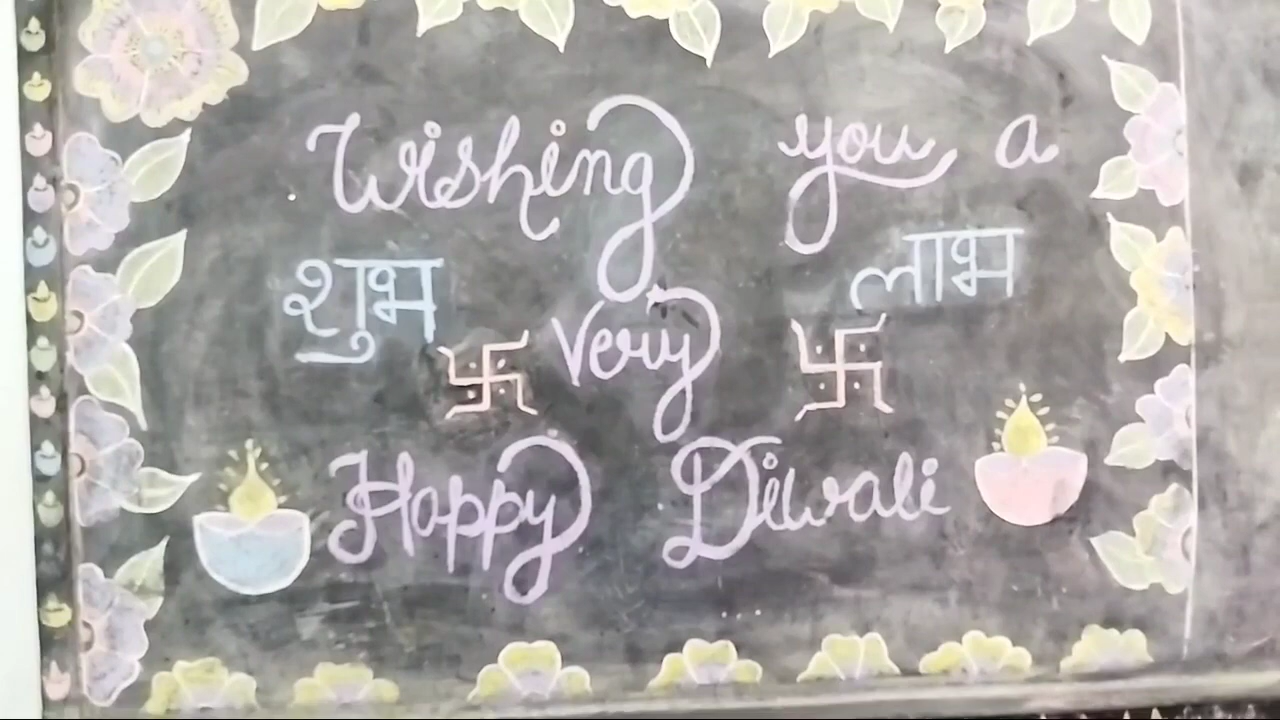 Wishing you a
शुभ लाभ
Very
Happy Diwali